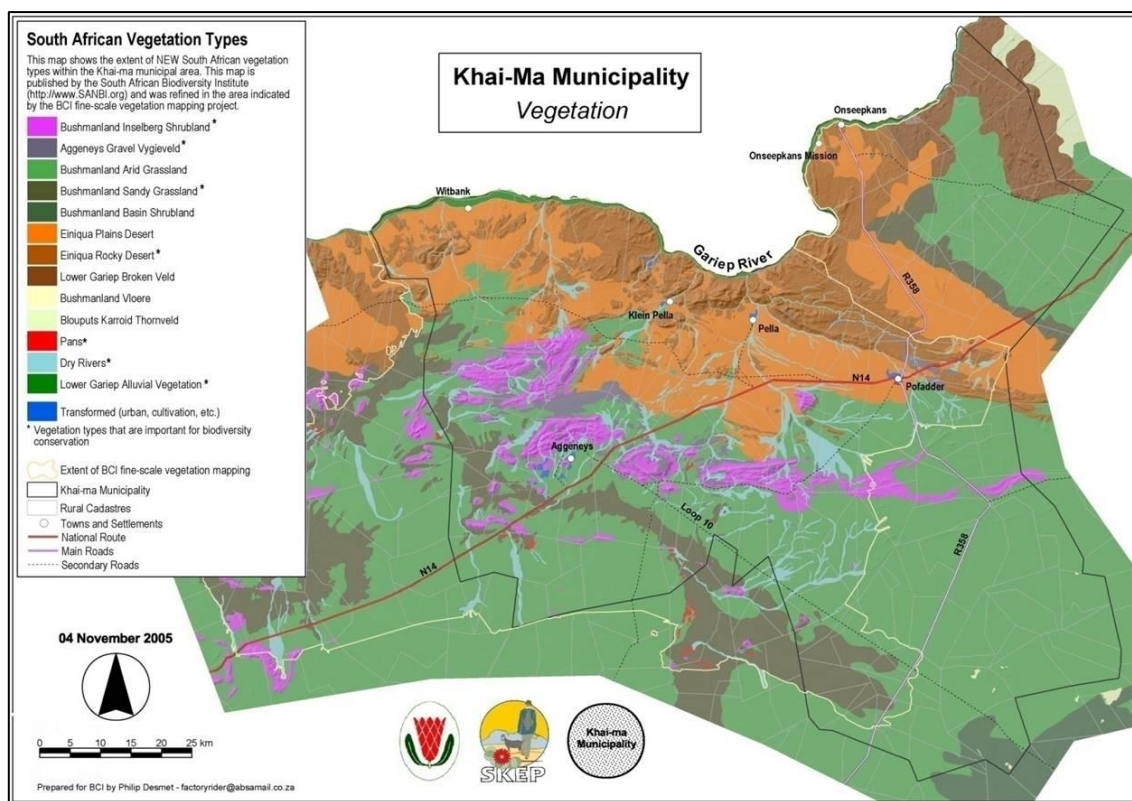 South African Vegetation Types
This map shows the extent of NEW South African vegetation
types within the Khai-ma municipal area. This map is
published by the South African Biodiversity Institute
(http://www.SANBI.org) and was refined in the area indicated
by the BCI fine-scale vegetation mapping project.
Bushmanland Inselberg Shrubland *
Aggeneys Gravel Vygieveld *
Bushmanland Arid Grassland
Bushmanland Sandy Grassland *
Bushmanland Basin Shrubland
Einiqua Plains Desert
Einiqua Rocky Desert *
Lower Gariep Broken Veld
Bushmanland Vloere
Blouputs Karroid Thornveld
Pans*
Dry Rivers*
Lower Gariep Alluvial Vegetation *
Transformed (urban, cultivation, etc.)
* Vegetation types that are important for biodiversity
conservation
Extent of BCI fine-scale vegetation mapping
Khai-ma Municipality
Rural Cadastres
Towns and Settlements
National Route
Main Roads
Secondary Roads
Khai-Ma Municipality
Vegetation
Onseepkans
Onseepkans Mission
Witbank
Gariep River
R358
Klein Pella
Pella
N14
Pofadder
Aggeneys
Loop 10
R358
N14
04 November 2005
0 5 10 15 20 25 km
SKEP
Khai-ma
Municipality
Prepared for BCI by Philip Desmet - factoryrider@absamail.co.za